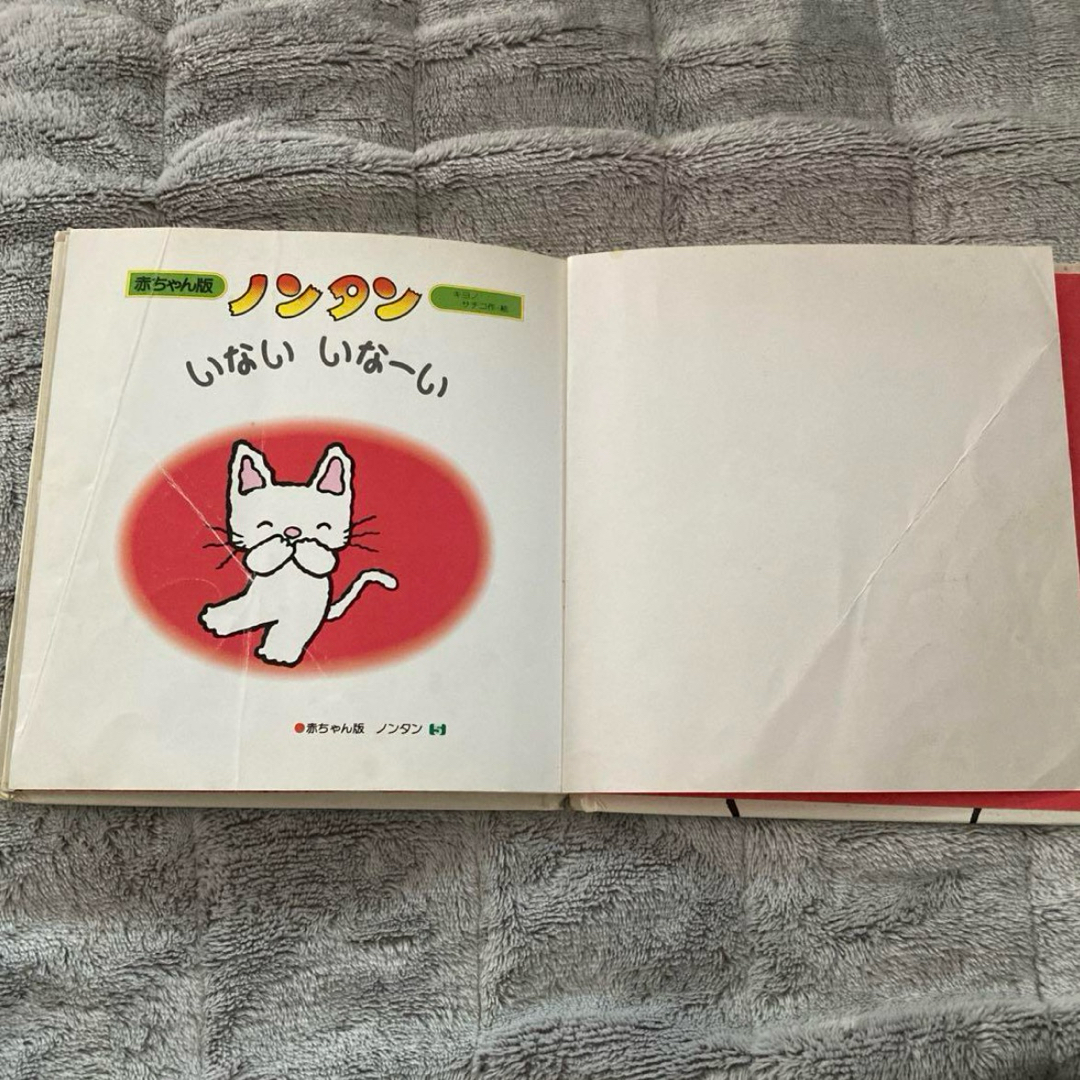 赤ちゃん版 ノンタン キヨノ
サチコ作・絵
いない いなーい
●赤ちゃん版 ノンタン 5